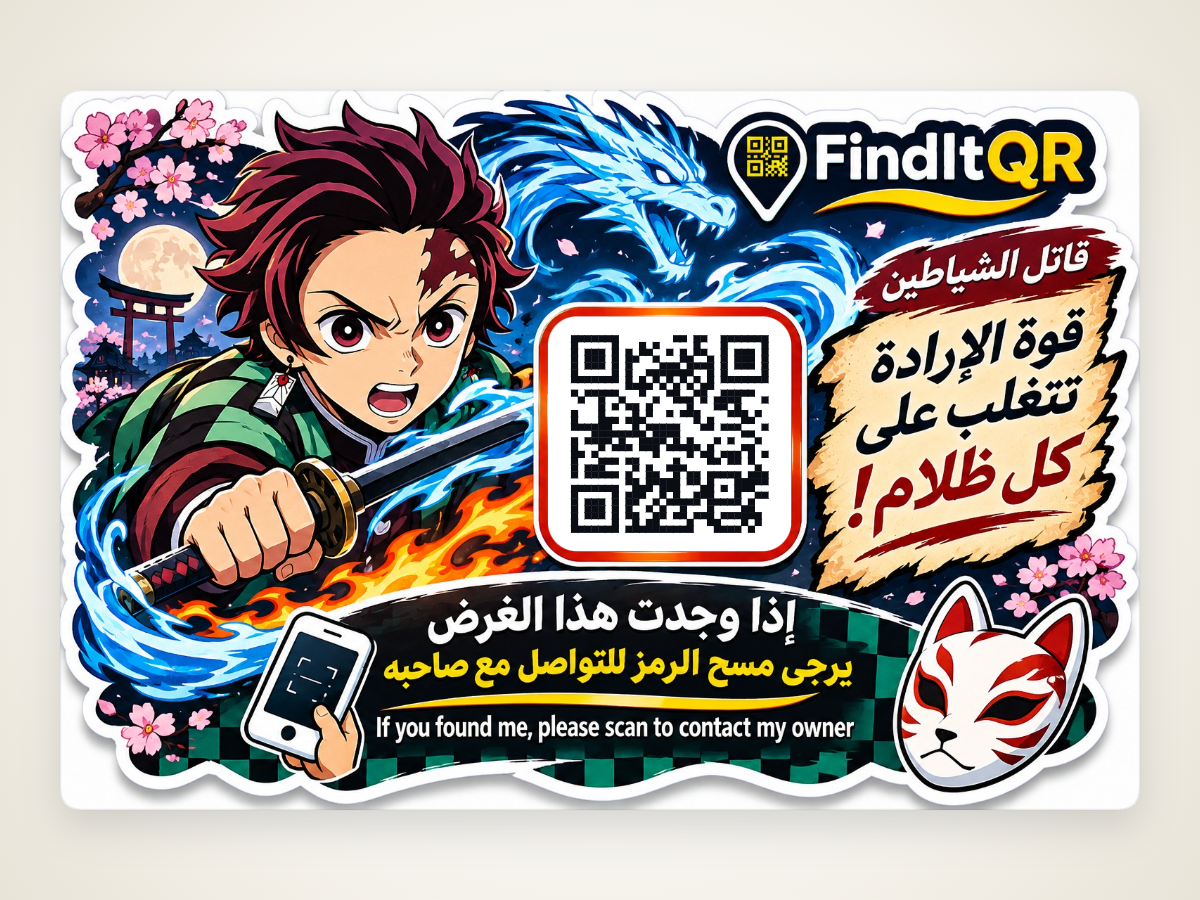 FindItQR
قاتل الشياطين
قوة الإرادة
تتغلب على
كل ظلام!
إذا وجدت هذا الغرض
يرجى مسح الرمز للتواصل مع صاحبه
If you found me, please scan to contact my owner